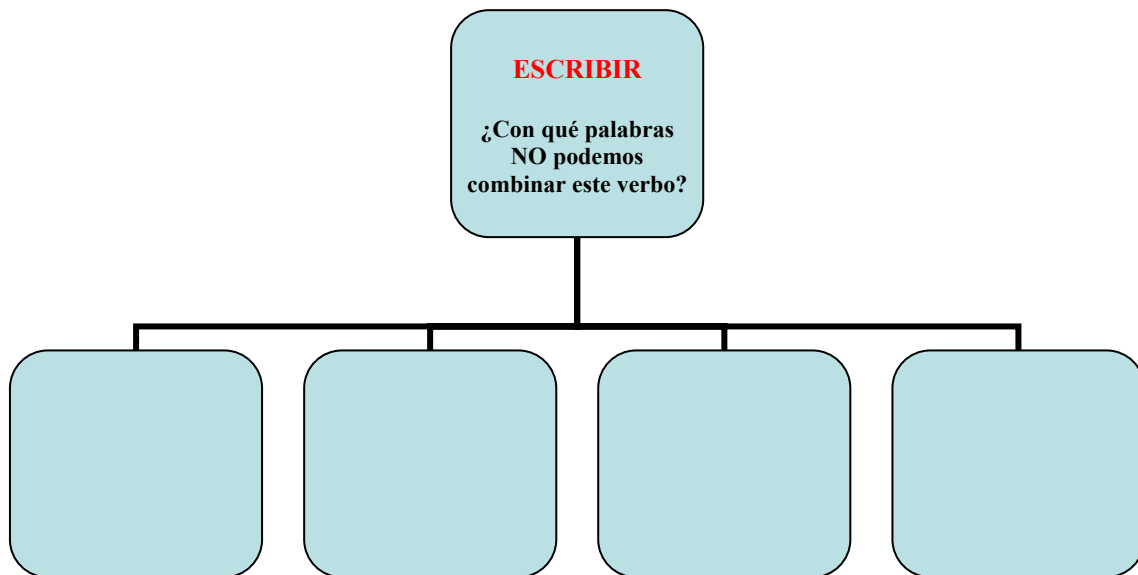 ESCRIBIR
¿Con qué palabras
NO podemos
combinar este verbo?